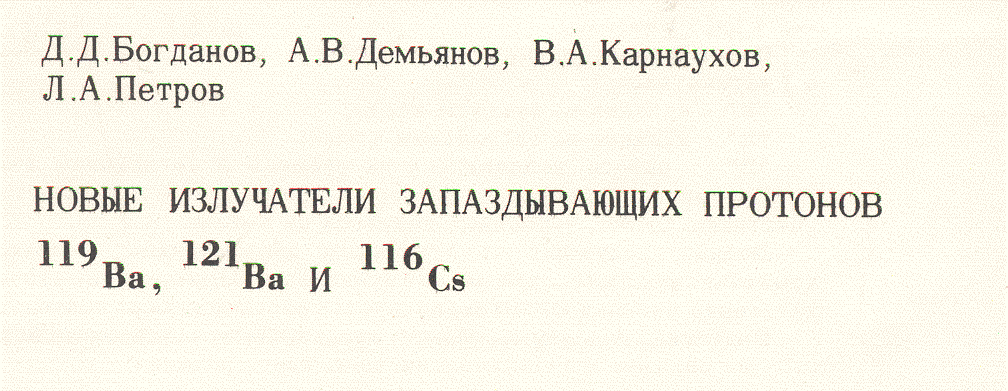 Д.Д.Богданов, А.В.Демьянов, В.А.Карнаухов,
Л.А.Петров
НОВЫЕ ИЗЛУЧАТЕЛИ ЗАПАЗДЫВАЮЩИХ ПРОТОНОВ
¹¹⁹Ba, ¹²¹Ba И ¹¹⁶Cs